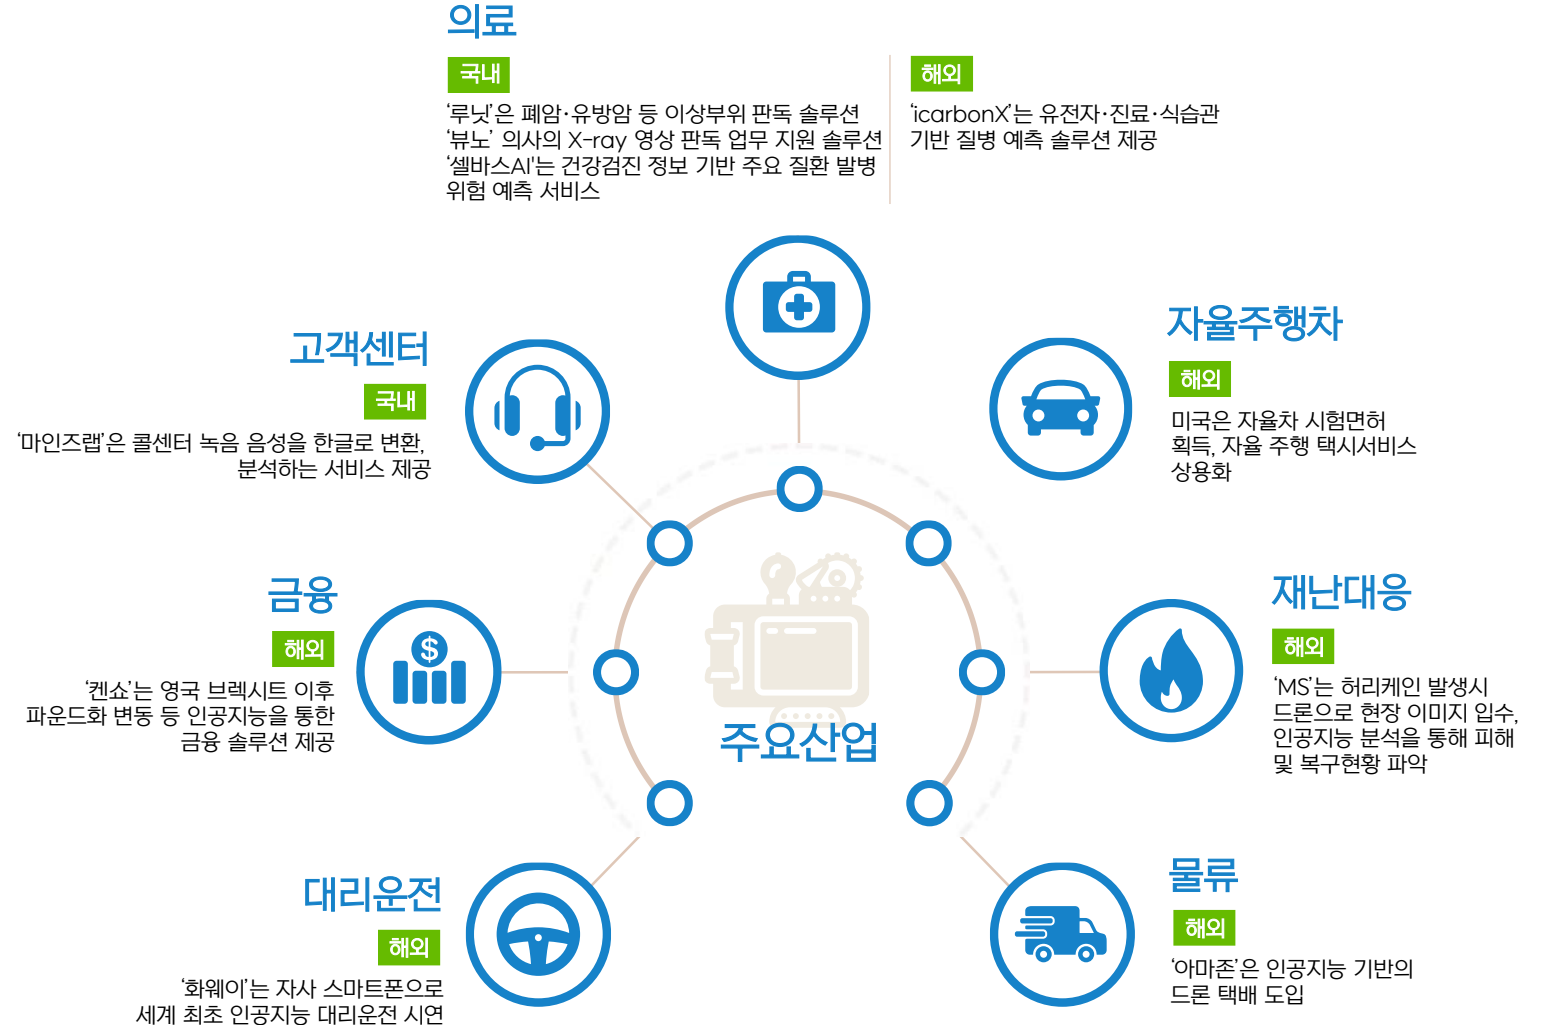 의료
국내
‘루닛’은 폐암·유방암 등 이상부위 판독 솔루션
‘뷰노’ 의사의 X-ray 영상 판독 업무 지원 솔루션
‘셀바스AI'는 건강검진 정보 기반 주요 질환 발병
위험 예측 서비스
해외
‘icarbonX’는 유전자·진료·식습관
기반 질병 예측 솔루션 제공
고객센터
국내
‘마인즈랩’은 콜센터 녹음 음성을 한글로 변환,
분석하는 서비스 제공
자율주행차
해외
미국은 자율차 시험면허
획득, 자율 주행 택시서비스
상용화
금융
해외
‘켄쇼’는 영국 브렉시트 이후
파운드화 변동 등 인공지능을 통한
금융 솔루션 제공
$
주요산업
재난대응
해외
‘MS’는 허리케인 발생시
드론으로 현장 이미지 입수,
인공지능 분석을 통해 피해
및 복구현황 파악
대리운전
해외
‘화웨이’는 자사 스마트폰으로
세계 최초 인공지능 대리운전 시연
물류
해외
‘아마존’은 인공지능 기반의
드론 택배 도입